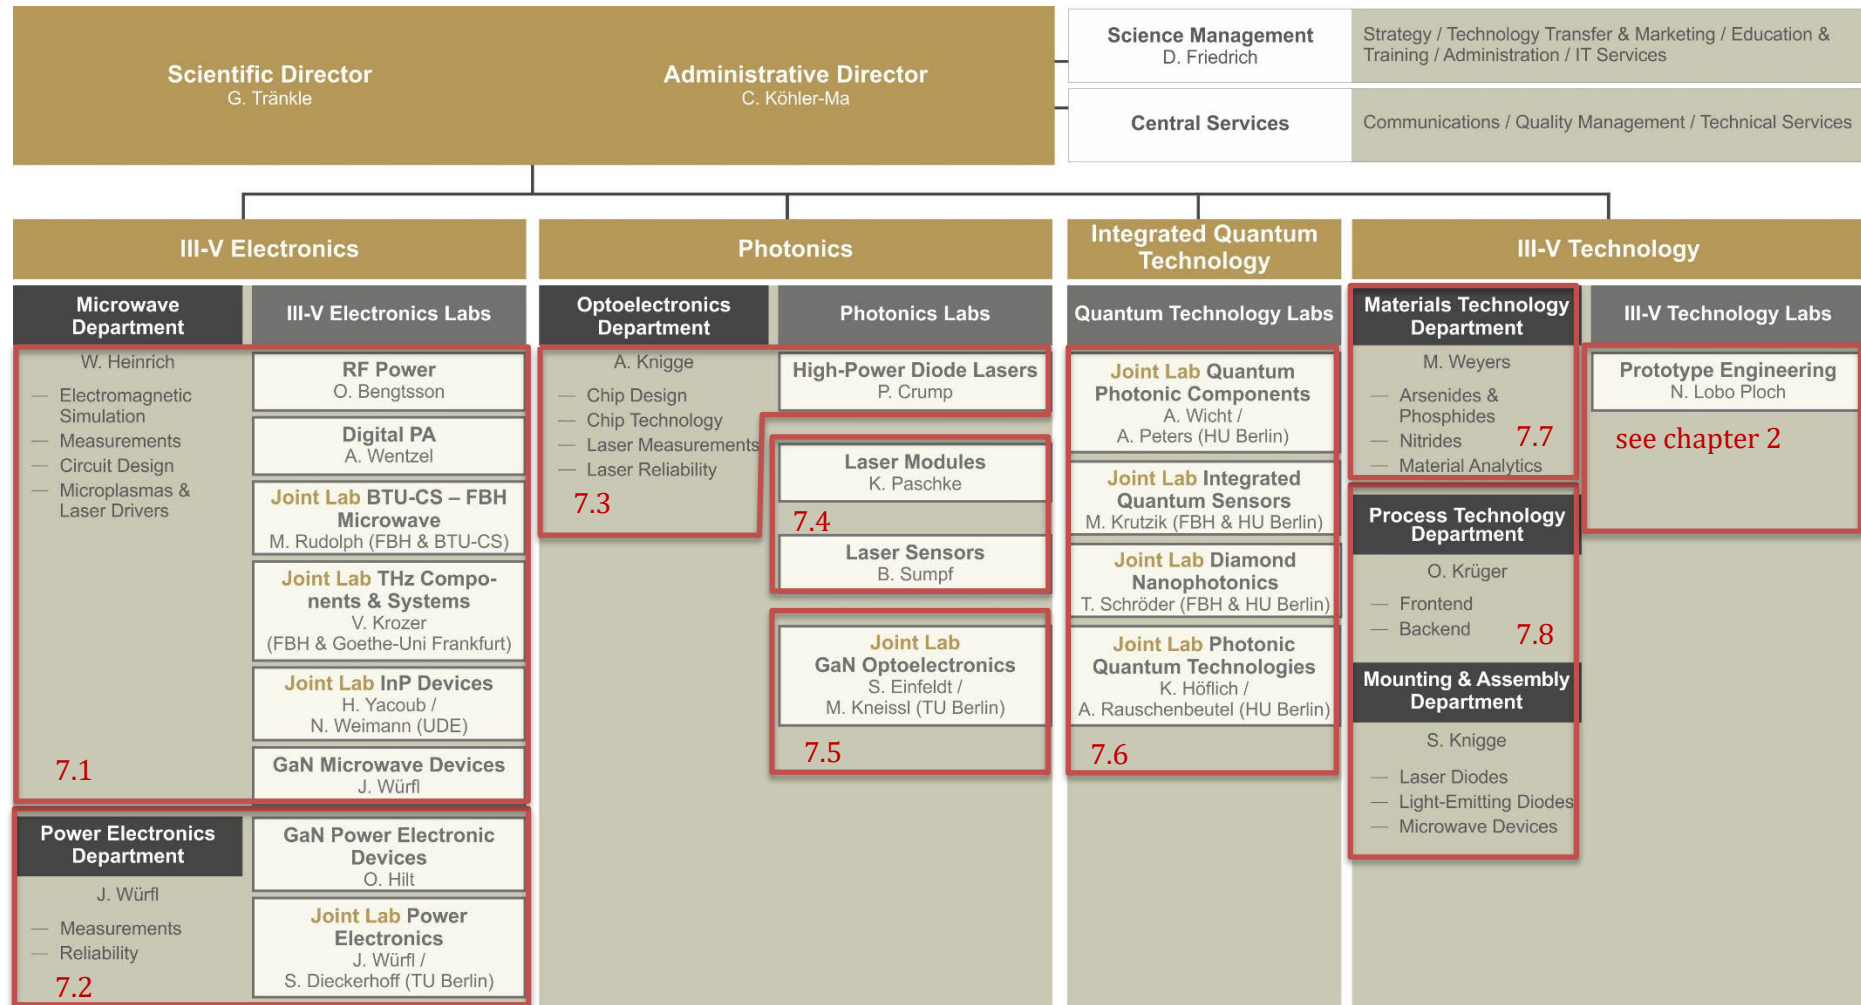 Scientific Director
G. Tränkle
Administrative Director
C. Köhler-Ma
Science Management
D. Friedrich
Strategy / Technology Transfer & Marketing / Education &
Training / Administration / IT Services
Central Services
Communications / Quality Management / Technical Services
III-V Electronics
Microwave
Department
W. Heinrich
— Electromagnetic
Simulation
— Measurements
— Circuit Design
— Microplasmas &
Laser Drivers
7.1
III-V Electronics Labs
RF Power
O. Bengtsson
Digital PA
A. Wentzel
Joint Lab BTU-CS – FBH
Microwave
M. Rudolph (FBH & BTU-CS)
Joint Lab THz Compo-
nents & Systems
V. Krozer
(FBH & Goethe-Uni Frankfurt)
Joint Lab InP Devices
H. Yacoub /
N. Weimann (UDE)
GaN Microwave Devices
J. Würfl
Power Electronics
Department
J. Würfl
— Measurements
— Reliability
7.2
GaN Power Electronic
Devices
O. Hilt
Joint Lab Power
Electronics
J. Würfl /
S. Dieckerhoff (TU Berlin)
Photonics
Optoelectronics
Department
A. Knigge
— Chip Design
— Chip Technology
— Laser Measurements
— Laser Reliability
7.3
Photonics Labs
High-Power Diode Lasers
P. Crump
Laser Modules
K. Paschke
7.4
Laser Sensors
B. Sumpf
Joint Lab
GaN Optoelectronics
S. Einfeldt /
M. Kneissl (TU Berlin)
7.5
Integrated Quantum
Technology
Quantum Technology Labs
Joint Lab Quantum
Photonic Components
A. Wicht /
A. Peters (HU Berlin)
Joint Lab Integrated
Quantum Sensors
M. Krutzik (FBH & HU Berlin)
Joint Lab Diamond
Nanophotonics
T. Schröder (FBH & HU Berlin)
Joint Lab Photonic
Quantum Technologies
K. Höflich /
A. Rauschenbeutel (HU Berlin)
7.6
III-V Technology
Materials Technology
Department
M. Weyers
— Arsenides &
Phosphides
— Nitrides
— Material Analytics
7.7
Process Technology
Department
O. Krüger
— Frontend
— Backend
7.8
Mounting & Assembly
Department
S. Knigge
— Laser Diodes
— Light-Emitting Diodes
— Microwave Devices
III-V Technology Labs
Prototype Engineering
N. Lobo Ploch
see chapter 2